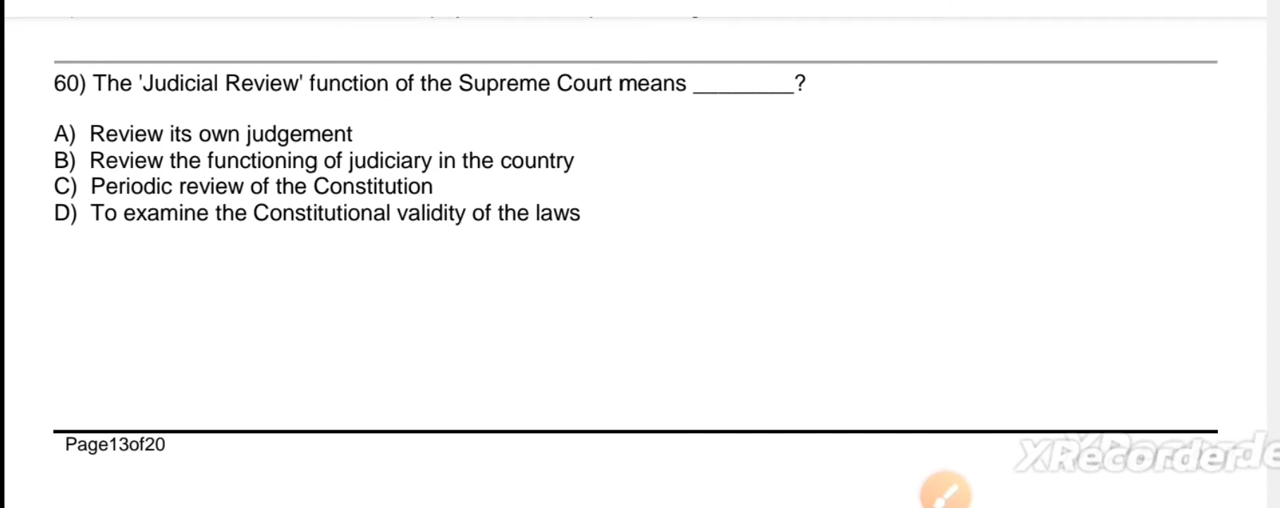 60) The 'Judicial Review' function of the Supreme Court means __________?
A) Review its own judgement
B) Review the functioning of judiciary in the country
C) Periodic review of the Constitution
D) To examine the Constitutional validity of the laws
Page13of20
XRecorder